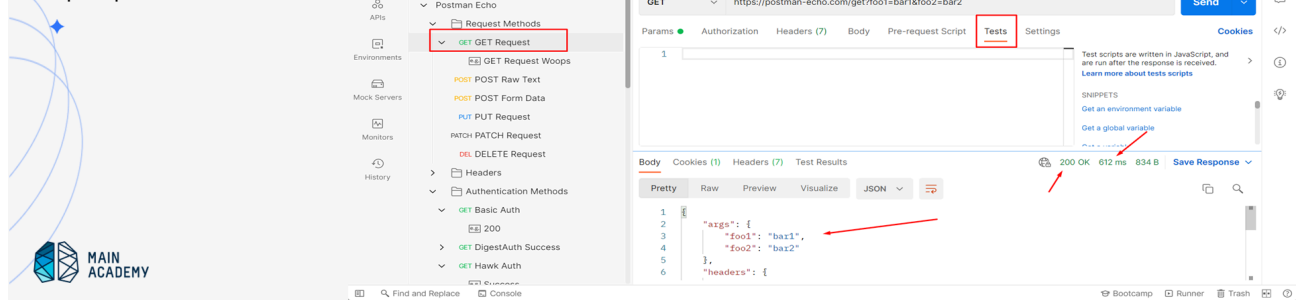 MAIN
ACADEMY
APIs
Environments
Mock Servers
Monitors
History
Postman Echo
Request Methods
GET GET Request
e.g. GET Request Woops
POST POST Raw Text
POST POST Form Data
PUT PUT Request
PATCH PATCH Request
DEL DELETE Request
Headers
Authentication Methods
GET Basic Auth
e.g. 200
GET DigestAuth Success
GET Hawk Auth
e.g. Success
GET https://postman-echo.com/get?foo1=bar1&foo2=bar2 Send
Params Authorization Headers (7) Body Pre-request Script Tests Settings Cookies
1
Test scripts are written in JavaScript, and
are run after the response is received.
Learn more about tests scripts
SNIPPETS
Get an environment variable
Get a global variable
Body Cookies (1) Headers (7) Test Results 200 OK 612 ms 834 B Save Response
Pretty Raw Preview Visualize JSON
1 {
2 "args": {
3 "foo1": "bar1",
4 "foo2": "bar2"
5 },
6 "headers": {
Find and Replace Console Bootcamp Runner Trash